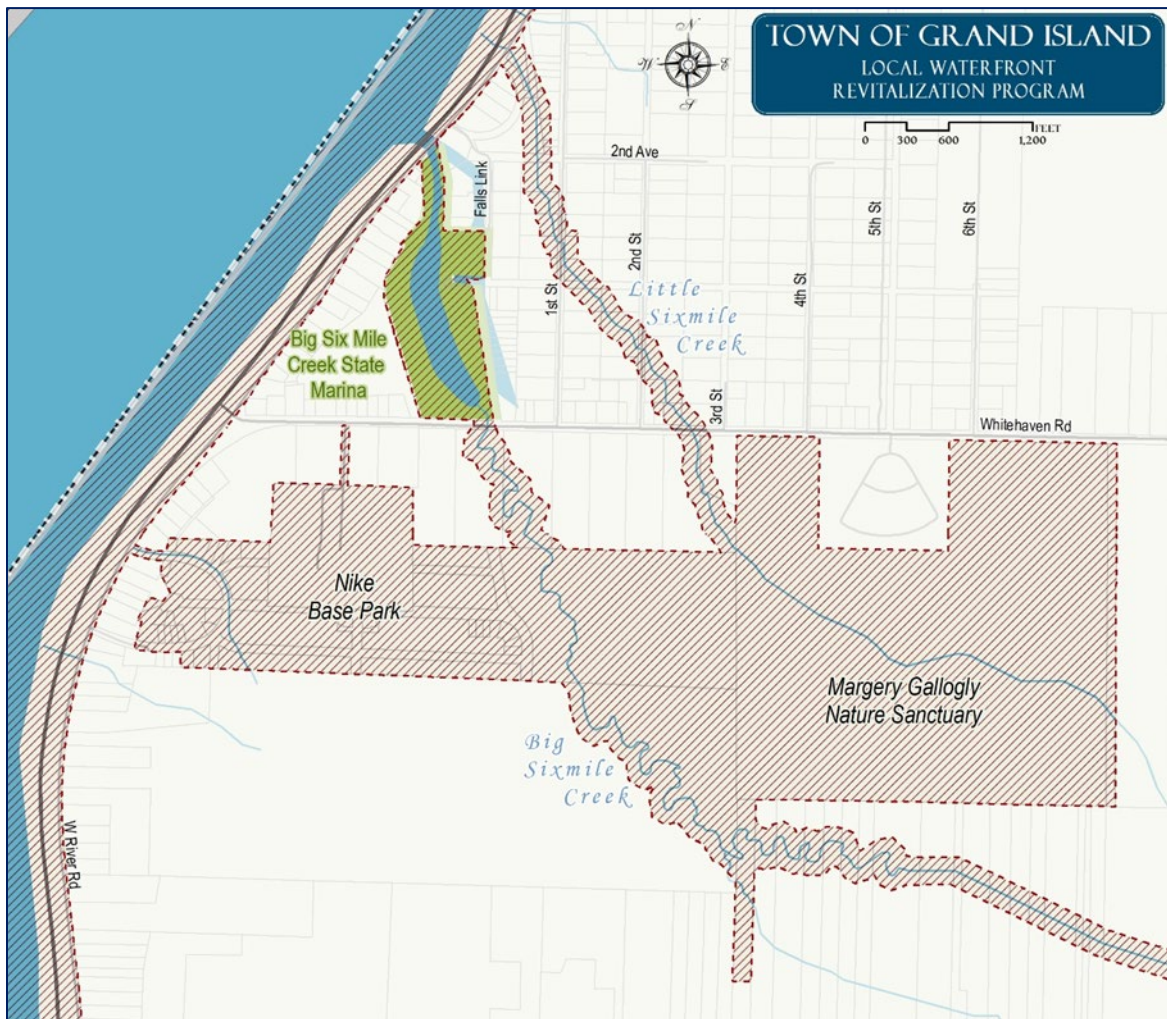 TOWN OF GRAND ISLAND
LOCAL WATERFRONT
REVITALIZATION PROGRAM
N
W
E
S
FEET
0
300
600
1,200
2nd Ave
Falls Link
1st St
2nd St
3rd St
4th St
5th St
6th St
Little
Sixmile
Creek
Big Six Mile
Creek State
Marina
Whitehaven Rd
Nike
Base Park
Margery Gallogly
Nature Sanctuary
Big
Sixmile
Creek
W River Rd